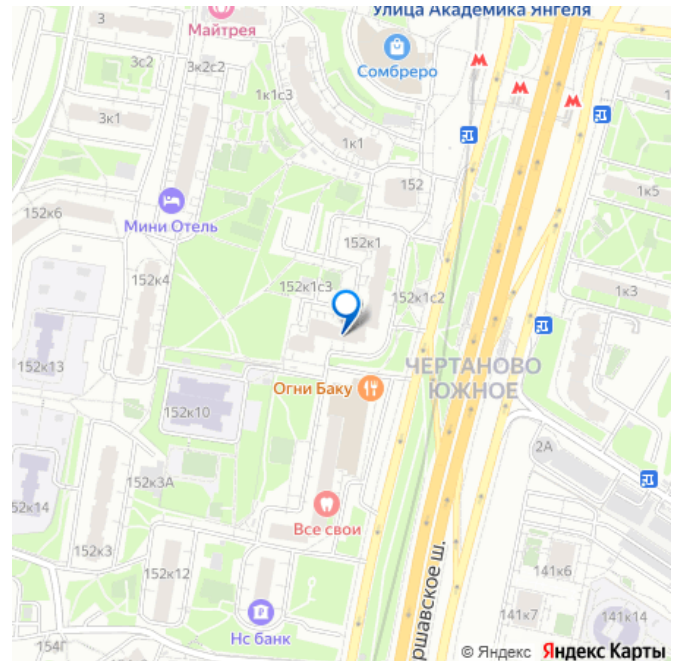 Улица Академика Янгеля
Майтрея
3
3с2
3к2с2
Сомбреро
М
М
М
1к1с3
3к1
1к1
152
1к5
152к6
Мини Отель
152к1
152к4
152к1с3
152к1с2
1к3
152к13
ЧЕРТАНОВО
ЮЖНОЕ
Огни Баку
152к10
2А
152к3А
52к14
Все свои
152к3
152к12
141к6
141к7
141к14
Нс банк
154Г
ршавское ш.
© Яндекс Яндекс Карты